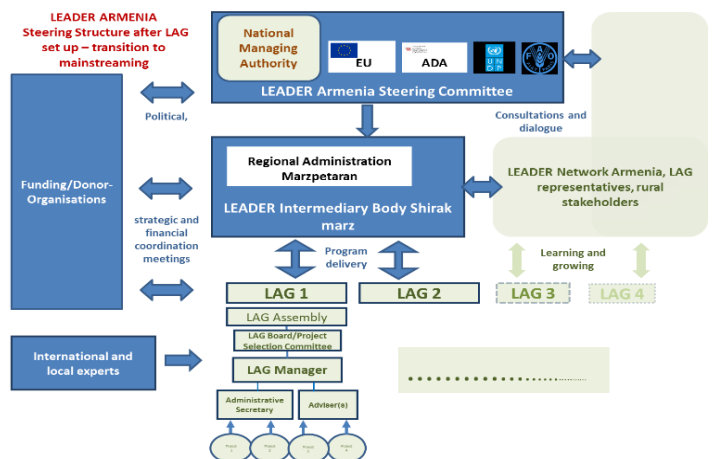 LEADER ARMENIA
Steering Structure after LAG
set up – transition to
mainstreaming
National
Managing
Authority
EU
ADA
U N
D P
F A O
LEADER Armenia Steering Committee
Political,
Consultations and
dialogue
Regional Administration
Marzpetaran
LEADER Intermediary Body Shirak
marz
Funding/Donor-
Organisations
LEADER Network Armenia, LAG
representatives, rural
stakeholders
strategic and
financial
coordination
meetings
Program
delivery
Learning and
growing
LAG 1
LAG 2
LAG 3
LAG 4
LAG Assembly
LAG Board/Project
Selection Committee
International and
local experts
LAG Manager
Administrative
Secretary
Adviser(s)